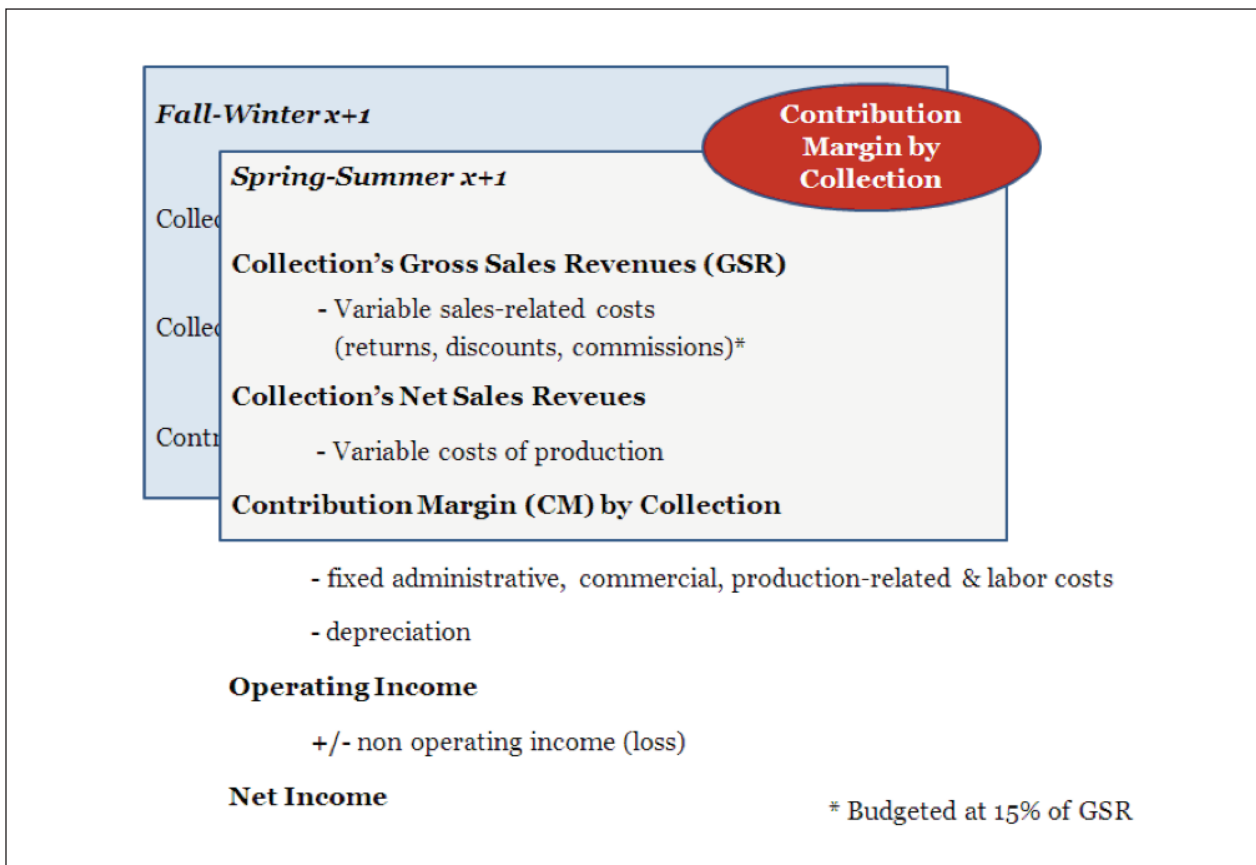 Fall-Winter x+1
Contribution
Margin by
Collection
Spring-Summer x+1
Collec
Collection's Gross Sales Revenues (GSR)
- Variable sales-related costs
(returns, discounts, commissions)*
Collec
Collection's Net Sales Reveues
Contr
- Variable costs of production
Contribution Margin (CM) by Collection
- fixed administrative, commercial, production-related & labor costs
- depreciation
Operating Income
+/- non operating income (loss)
Net Income
* Budgeted at 15% of GSR